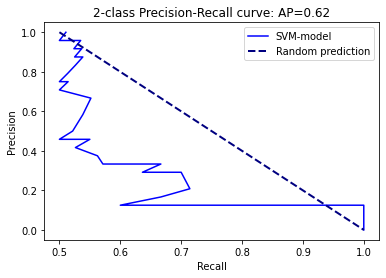 2-class Precision-Recall curve: AP=0.62
SVM-model
Random prediction
Precision
1.0
0.8
0.6
0.4
0.2
0.0
0.5
0.6
0.7
0.8
0.9
1.0
Recall